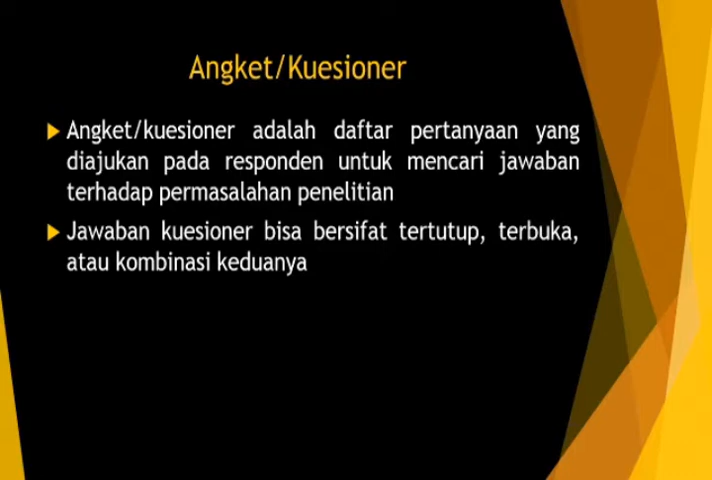 Angket/Kuesioner
Angket/kuesioner adalah daftar pertanyaan yang
diajukan pada responden untuk mencari jawaban
terhadap permasalahan penelitian
Jawaban kuesioner bisa bersifat tertutup, terbuka,
atau kombinasi keduanya